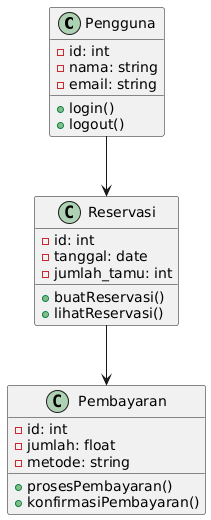 C Pengguna
id: int
nama: string
email: string
login()
logout()
C Reservasi
id: int
tanggal: date
jumlah_tamu: int
buatReservasi()
lihatReservasi()
C Pembayaran
id: int
jumlah: float
metode: string
prosesPembayaran()
konfirmasiPembayaran()